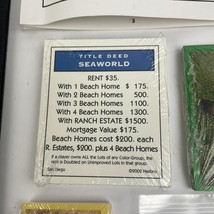 TITLE DEED
SEAWORLD
RENT $35.
With 1 Beach Home $ 175.
With 2 Beach Homes 500.
With 3 Beach Homes 1100.
With 4 Beach Homes 1300.
With RANCH ESTATE $1500.
Mortgage Value $175.
Beach Homes cost $200. each
R Estates, $200. plus 4 Beach Homes
If a player owns ALL the Lots of any Color-Group, the
rent is Doubled on Unimproved Lots in that group.
San Diego ©2002 Hasbro